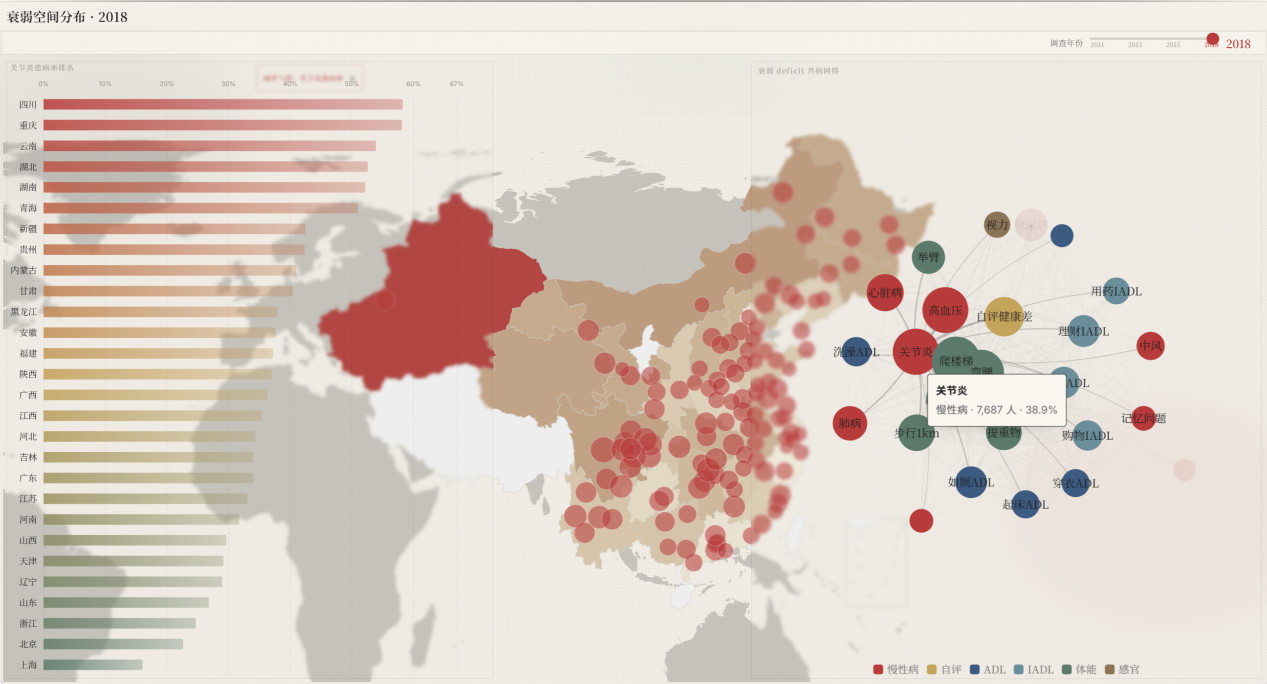 衰弱空间分布 · 2018
调查年份
2011
2013
2015
2018
关节炎患病率排名
0%
10%
20%
30%
40%
50%
60%
67%
四川
重庆
云南
湖北
湖南
青海
新疆
贵州
内蒙古
甘肃
黑龙江
安徽
福建
陕西
广西
江西
河北
吉林
广东
江苏
河南
山西
天津
辽宁
山东
浙江
北京
上海
衰弱 deficit 共病网络
视力
举臂
心脏病
高血压
自评健康差
用药IADL
理财IADL
洗澡ADL
关节炎
爬楼梯
中风
ADL
关节炎
慢性病 · 7,687 人 · 38.9%
肺病
步行1km
提重物
购物IADL
记忆问题
如厕ADL
穿衣ADL
起床ADL
慢性病
自评
ADL
IADL
体能
感官